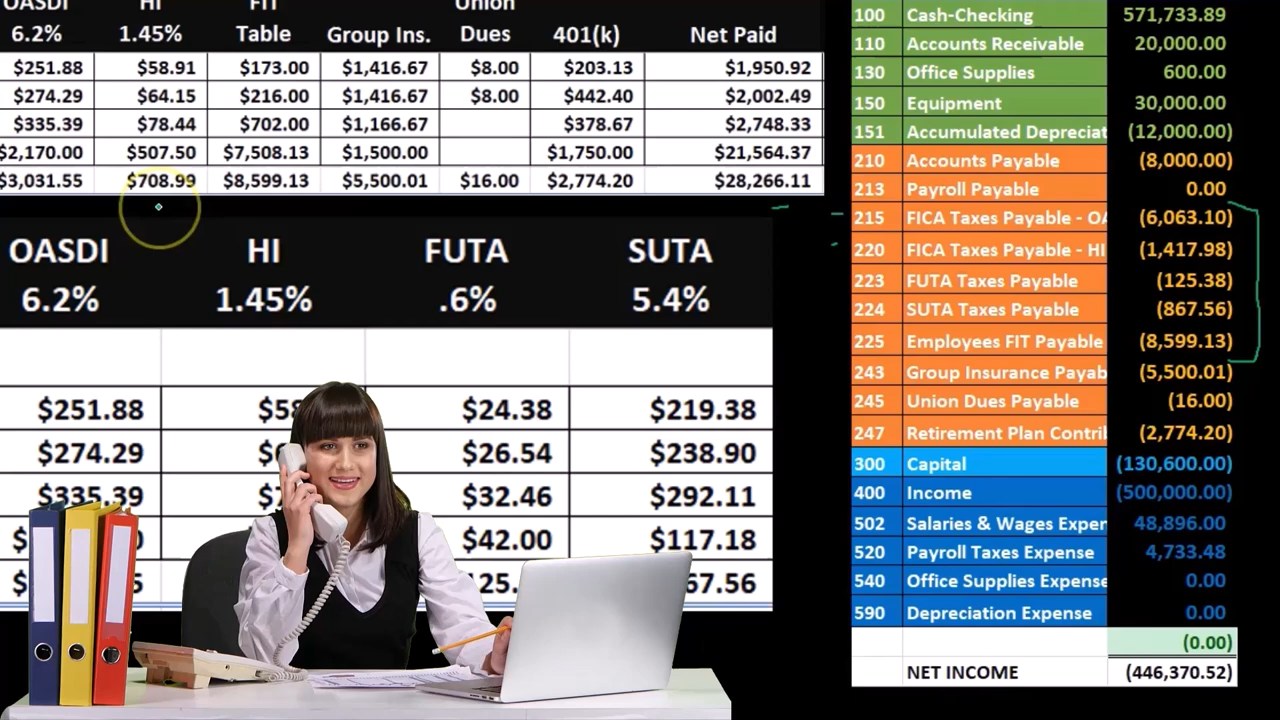 OASDI HI FIT Union
6.2% 1.45% Table Group Ins. Dues 401(k) Net Paid
$251.88 $58.91 $173.00 $1,416.67 $8.00 $203.13 $1,950.92
$274.29 $64.15 $216.00 $1,416.67 $8.00 $442.40 $2,002.49
$335.39 $78.44 $702.00 $1,166.67 $378.67 $2,748.33
$2,170.00 $507.50 $7,508.13 $1,500.00 $1,750.00 $21,564.37
$3,031.55 $708.99 $8,599.13 $5,500.01 $16.00 $2,774.20 $28,266.11
OASDI HI FUTA SUTA
6.2% 1.45% .6% 5.4%
$251.88 $58 $24.38 $219.38
$274.29 $6 $26.54 $238.90
$335.39 $7 $32.46 $292.11
$ 0 $42.00 $117.18
$ 5 125. 67.56
100 Cash-Checking 571,733.89
110 Accounts Receivable 20,000.00
130 Office Supplies 600.00
150 Equipment 30,000.00
151 Accumulated Depreciat (12,000.00)
210 Accounts Payable (8,000.00)
213 Payroll Payable 0.00
215 FICA Taxes Payable - OA (6,063.10)
220 FICA Taxes Payable - HI (1,417.98)
223 FUTA Taxes Payable (125.38)
224 SUTA Taxes Payable (867.56)
225 Employees FIT Payable (8,599.13)
243 Group Insurance Payab (5,500.01)
245 Union Dues Payable (16.00)
247 Retirement Plan Contril (2,774.20)
300 Capital (130,600.00)
400 Income (500,000.00)
502 Salaries & Wages Exper 48,896.00
520 Payroll Taxes Expense 4,733.48
540 Office Supplies Expense 0.00
590 Depreciation Expense 0.00
(0.00)
NET INCOME (446,370.52)